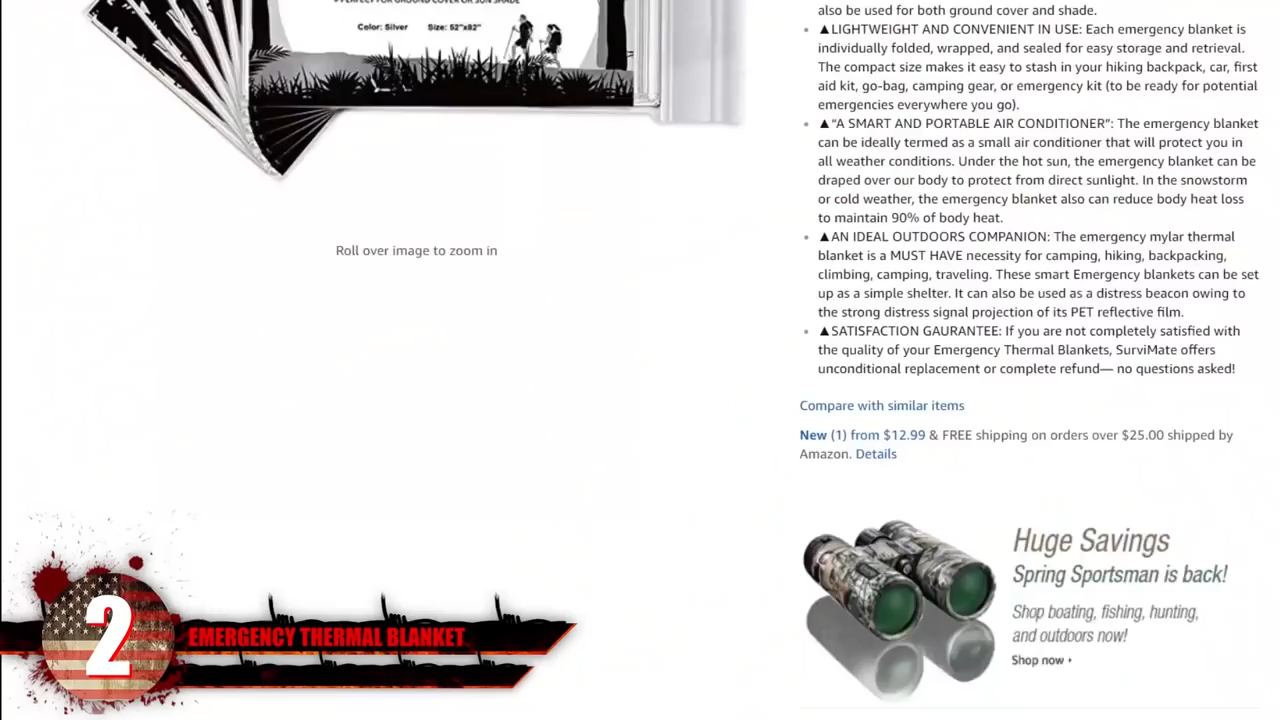 PERFECT FOR GROUND COVER OR SUN SHADE
Color: Silver Size: 52"x82"
Roll over image to zoom in
also be used for both ground cover and shade.
▲LIGHTWEIGHT AND CONVENIENT IN USE: Each emergency blanket is
individually folded, wrapped, and sealed for easy storage and retrieval.
The compact size makes it easy to stash in your hiking backpack, car, first
aid kit, go-bag, camping gear, or emergency kit (to be ready for potential
emergencies everywhere you go).
▲“A SMART AND PORTABLE AIR CONDITIONER”: The emergency blanket
can be ideally termed as a small air conditioner that will protect you in
all weather conditions. Under the hot sun, the emergency blanket can be
draped over our body to protect from direct sunlight. In the snowstorm
or cold weather, the emergency blanket also can reduce body heat loss
to maintain 90% of body heat.
▲AN IDEAL OUTDOORS COMPANION: The emergency mylar thermal
blanket is a MUST HAVE necessity for camping, hiking, backpacking,
climbing, camping, traveling. These smart Emergency blankets can be set
up as a simple shelter. It can also be used as a distress beacon owing to
the strong distress signal projection of its PET reflective film.
▲SATISFACTION GAURANTEE: If you are not completely satisfied with
the quality of your Emergency Thermal Blankets, SurviMate offers
unconditional replacement or complete refund— no questions asked!
Compare with similar items
New (1) from $12.99 & FREE shipping on orders over $25.00 shipped by
Amazon. Details
Huge Savings
Spring Sportsman is back!
Shop boating, fishing, hunting,
and outdoors now!
Shop now
2
EMERGENCY THERMAL BLANKET